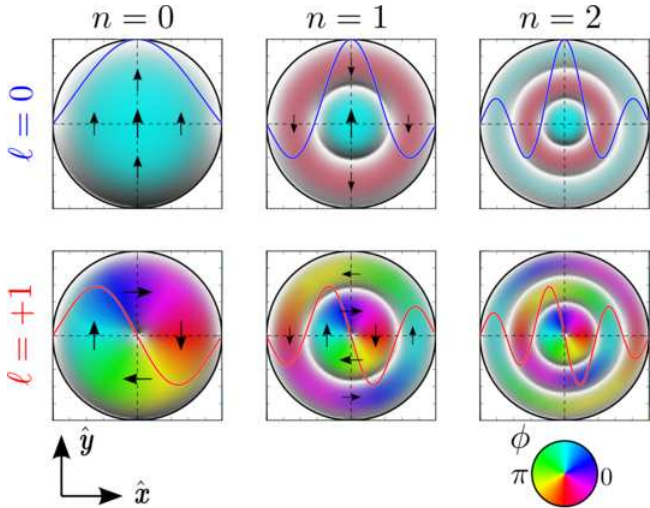 n = 0 n = 1 n = 2
ℓ = 0
ℓ = +1
ŷ
x̂
ϕ
π 0